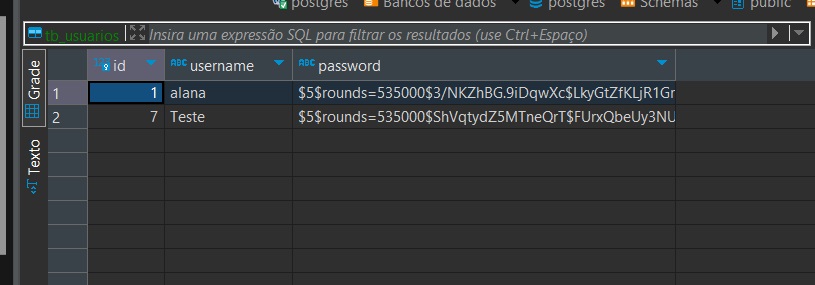 postgres Bancos de dados postgres Schemas public
tb_usuarios Insira uma expressão SQL para filtrar os resultados (use Ctrl+Espaço)
Grade
Texto
id username password
1 1 alana $5$rounds=535000$3/NKZhBG.9iDqwXc$LkyGtZfKLjR1Gr
2 7 Teste $5$rounds=535000$ShVqtydZ5MTneQrT$FUrxQbeUy3NU